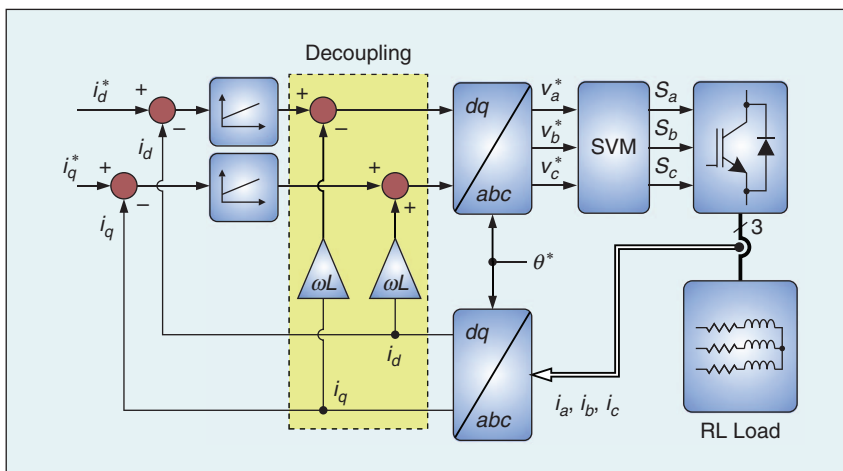 Decoupling
i*d
+
−
id
+
−
dq
abc
v*a
v*b
v*c
SVM
Sa
Sb
Sc
i*q
+
−
iq
+
+
ωL
ωL
θ*
3
dq
abc
id
iq
ia, ib, ic
RL Load